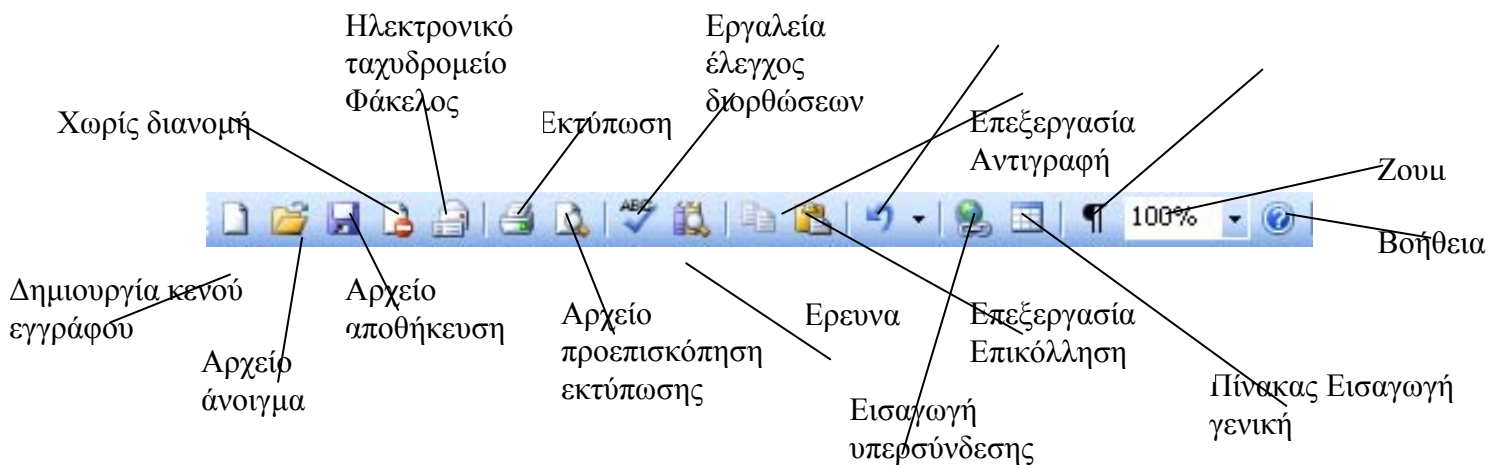 Ηλεκτρονικό
ταχυδρομείο
Φάκελος
Εργαλεία
έλεγχος
διορθώσεων
Χωρίς διανομή
Εκτύπωση
Επεξεργασία
Αντιγραφή
Ζουμ
ABC
100%
Βοήθεια
Δημιουργία κενού
εγγράφου
Αρχείο
αποθήκευση
Αρχείο
προεπισκόπηση
εκτύπωσης
Ερευνα
Επεξεργασία
Επικόλληση
Αρχείο
άνοιγμα
Πίνακας Εισαγωγή
γενική
Εισαγωγή
υπερσύνδεσης